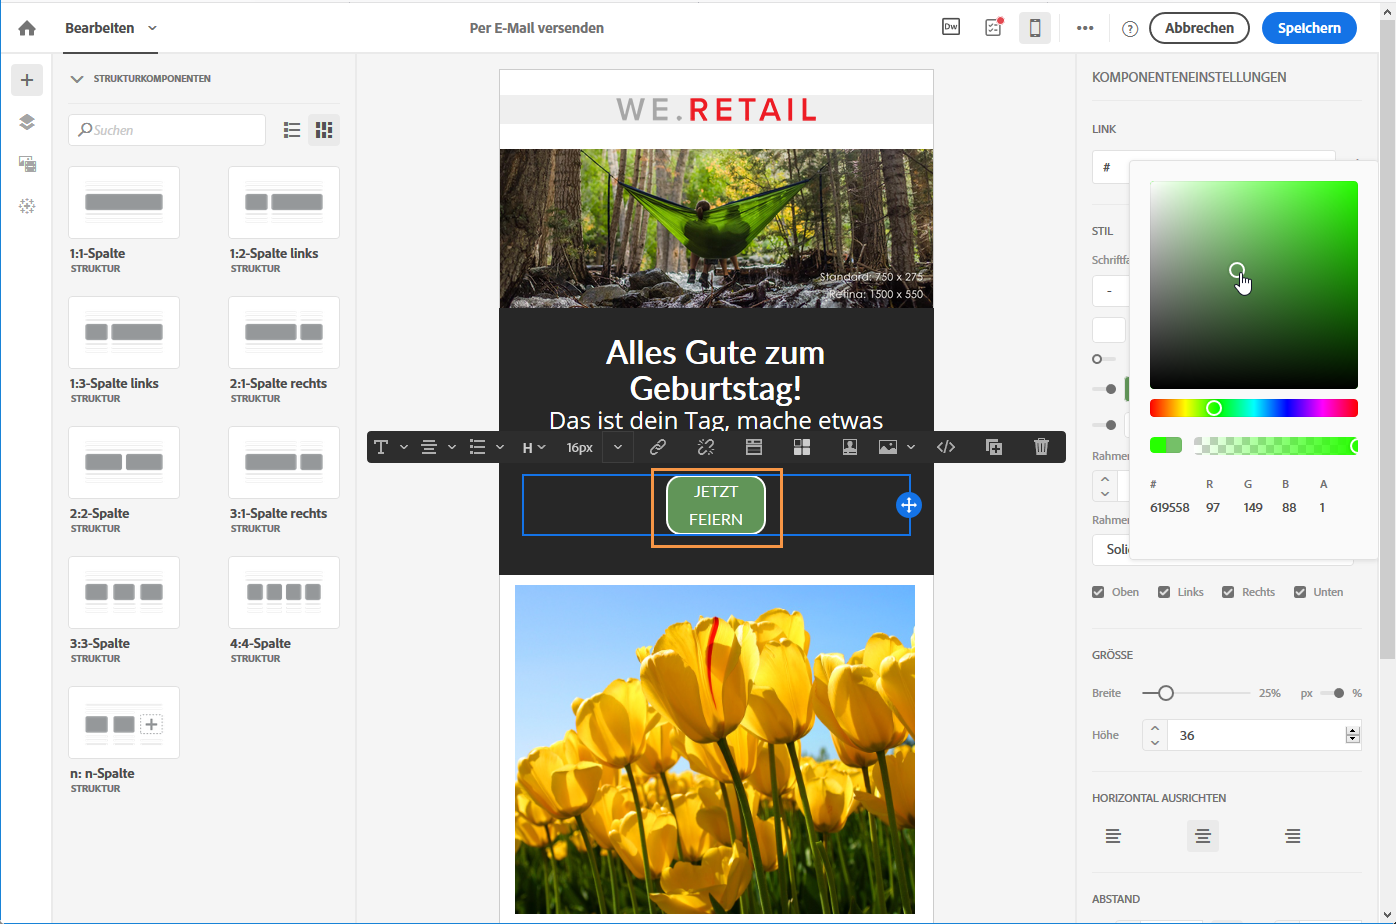 Bearbeiten
Per E-Mail versenden
Dw
?
Abbrechen
Speichern
STRUKTURKOMPONENTEN
Suchen
1:1-Spalte
STRUKTUR
1:2-Spalte links
STRUKTUR
1:3-Spalte links
STRUKTUR
2:1-Spalte rechts
STRUKTUR
2:2-Spalte
STRUKTUR
3:1-Spalte rechts
STRUKTUR
3:3-Spalte
STRUKTUR
4:4-Spalte
STRUKTUR
n: n-Spalte
STRUKTUR
WE.RETAIL
Standard: 750 x 275
Retina: 1500 x 550
Alles Gute zum
Geburtstag!
Das ist dein Tag, mache etwas
T
H
16px
JETZT
FEIERN
KOMPONENTENEINSTELLUNGEN
LINK
#
STIL
Schriftfa
-
Rahmen
Rahmen
Soli
# R G B A
619558 97 149 88 1
Oben Links Rechts Unten
GRÖSSE
Breite 25% px %
Höhe 36
HORIZONTAL AUSRICHTEN
ABSTAND